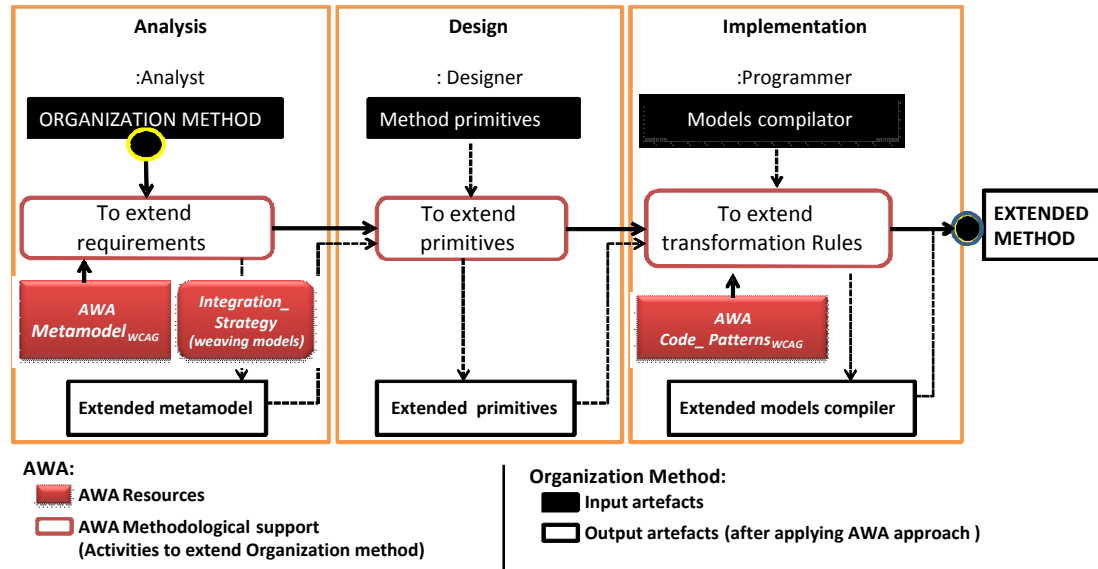 Analysis
:Analyst
ORGANIZATION METHOD
To extend
requirements
AWA
Metamodel WCAG
Integration_
Strategy
(weaving models)
Extended metamodel
Design
: Designer
Method primitives
To extend
primitives
Extended primitives
Implementation
:Programmer
Models compilator
To extend
transformation Rules
AWA
Code_ Patterns WCAG
Extended models compiler
EXTENDED
METHOD
AWA:
AWA Resources
AWA Methodological support
(Activities to extend Organization method)
Organization Method:
Input artefacts
Output artefacts (after applying AWA approach )